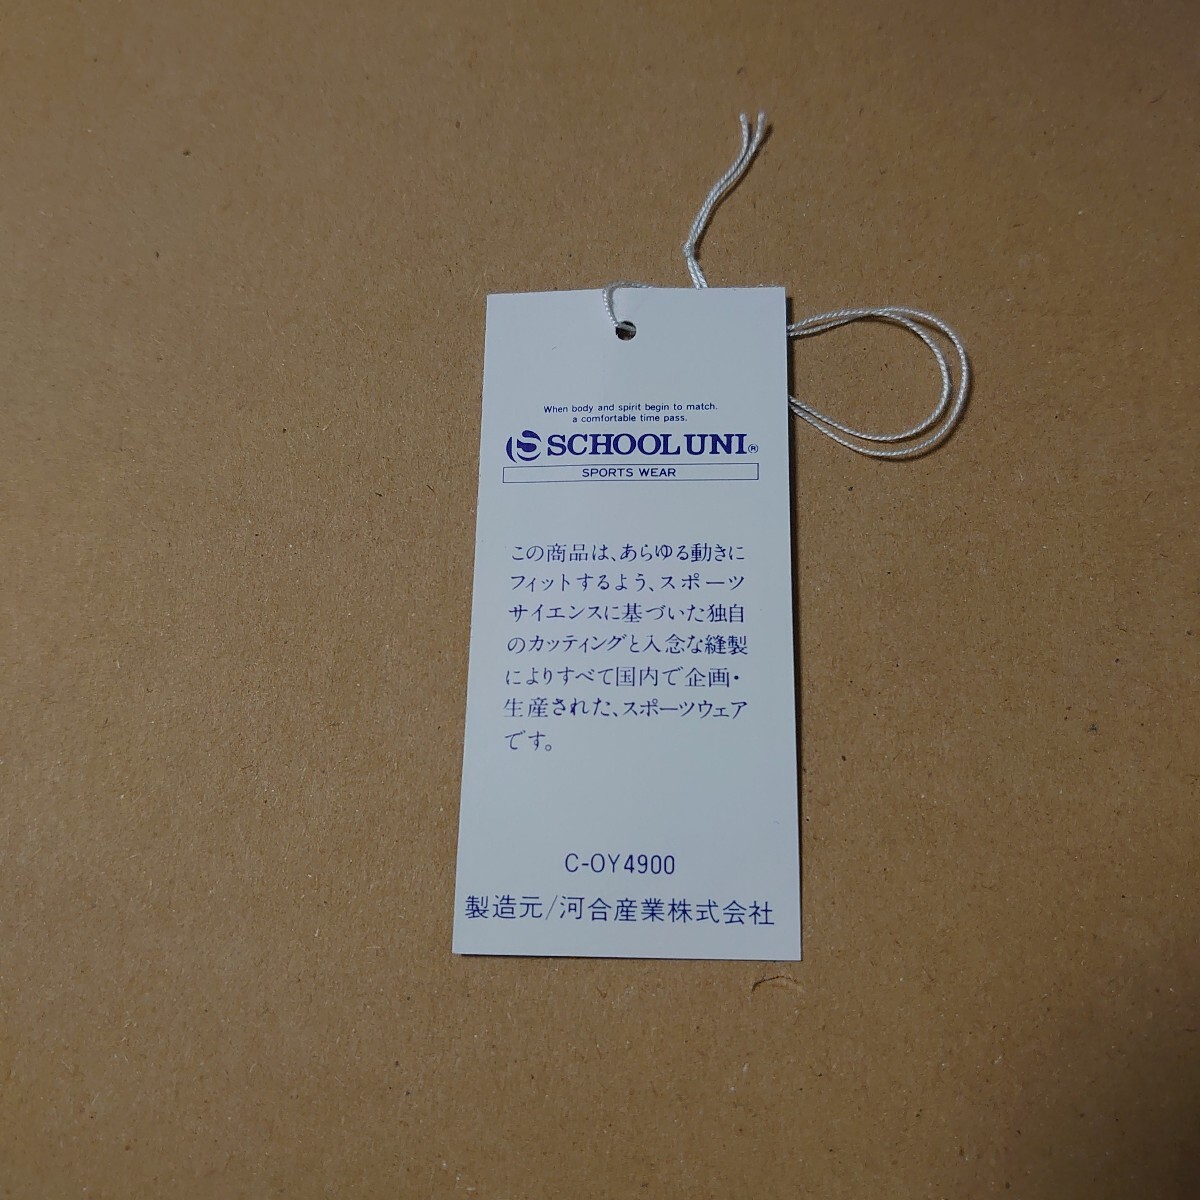 When body and spirit begin to match.
a comfortable time pass.
S SCHOOL UNI®
SPORTS WEAR
この商品は、あらゆる動きに
フィットするよう、スポーツ
サイエンスに基づいた独自
のカッティングと入念な縫製
によりすべて国内で企画・
生産された、スポーツウェア
です。
C-OY4900
製造元/河合産業株式会社